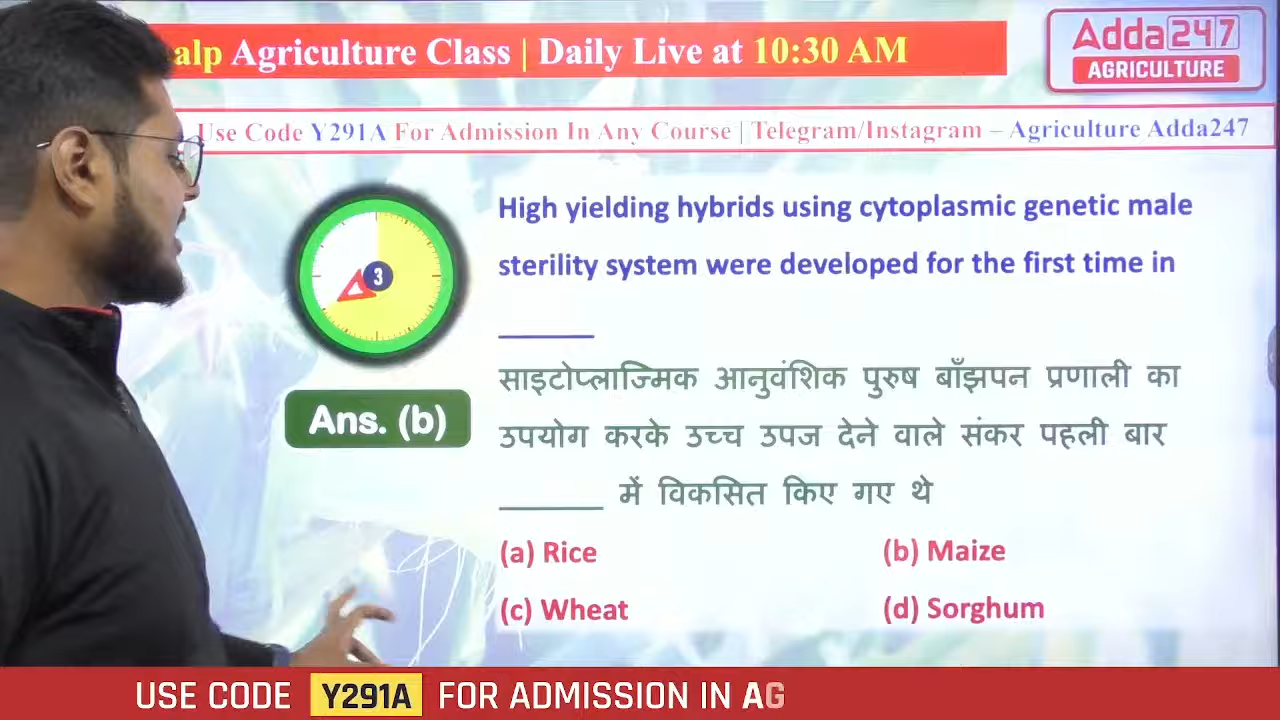 alp Agriculture Class | Daily Live at 10:30 AM
Adda247
AGRICULTURE
Use Code Y291A For Admission In Any Course | Telegram/Instagram – Agriculture Adda247
High yielding hybrids using cytoplasmic genetic male
sterility system were developed for the first time in
______
3
साइटोप्लाज्मिक आनुवंशिक पुरुष बाँझपन प्रणाली का
Ans. (b)
उपयोग करके उच्च उपज देने वाले संकर पहली बार
______ में विकसित किए गए थे
(a) Rice (b) Maize
(c) Wheat (d) Sorghum
USE CODE Y291A FOR ADMISSION IN AG